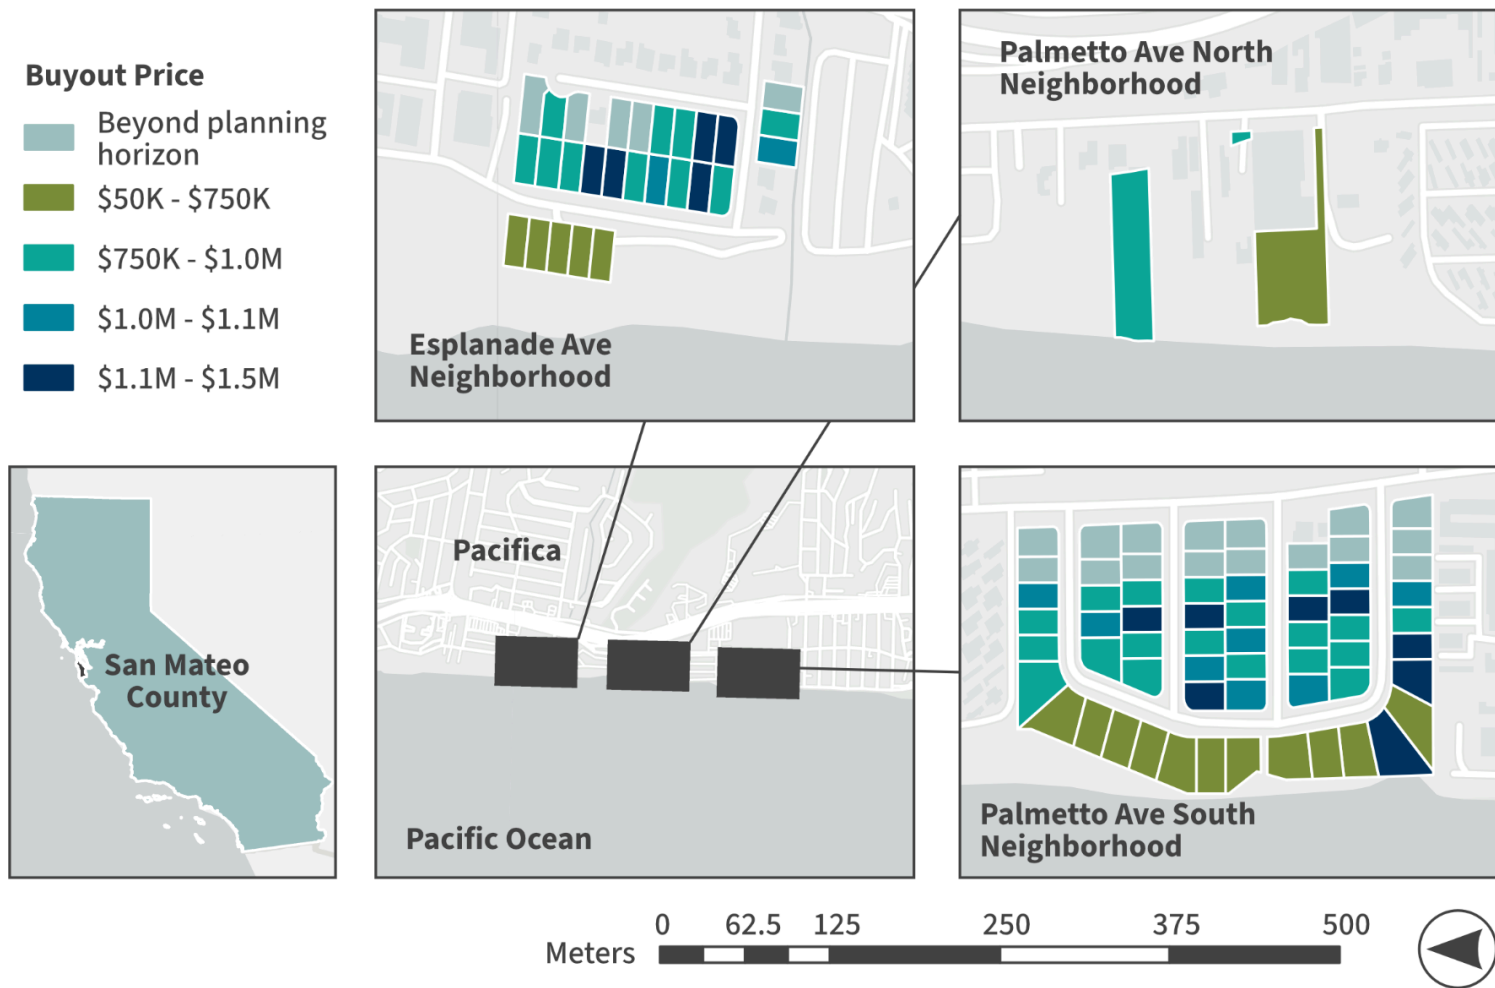 Buyout Price
Beyond planning
horizon
$50K - $750K
$750K - $1.0M
$1.0M - $1.1M
$1.1M - $1.5M
Esplanade Ave
Neighborhood
Palmetto Ave North
Neighborhood
San Mateo
County
Pacifica
Pacific Ocean
Palmetto Ave South
Neighborhood
0 62.5 125 250 375 500
Meters